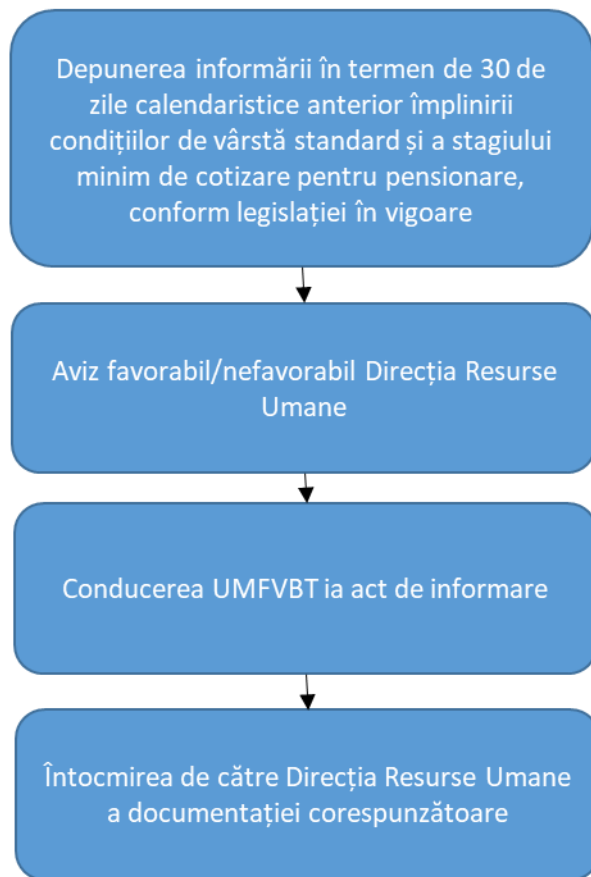 Depunerea informării în termen de 30 de
zile calendaristice anterior împlinirii
condițiilor de vârstă standard și a stagiului
minim de cotizare pentru pensionare,
conform legislației în vigoare
Aviz favorabil/nefavorabil Direcția Resurse
Umane
Conducerea UMFVBT ia act de informare
Întocmirea de către Direcția Resurse Umane
a documentației corespunzătoare